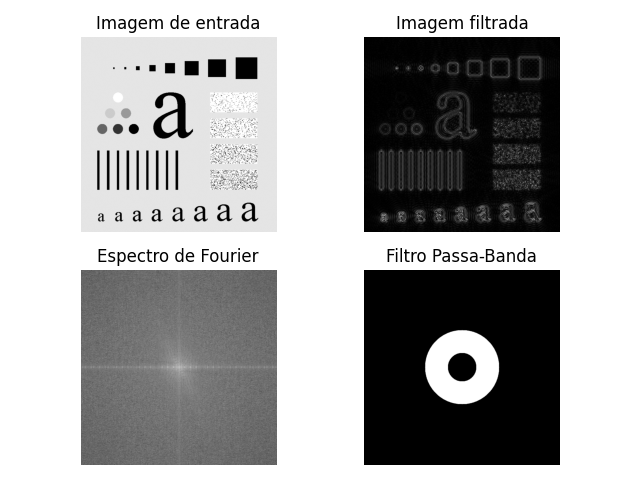 Imagem de entrada
Imagem filtrada
a
a
a a a a a a a a
a a a a a a a a
Espectro de Fourier
Filtro Passa-Banda